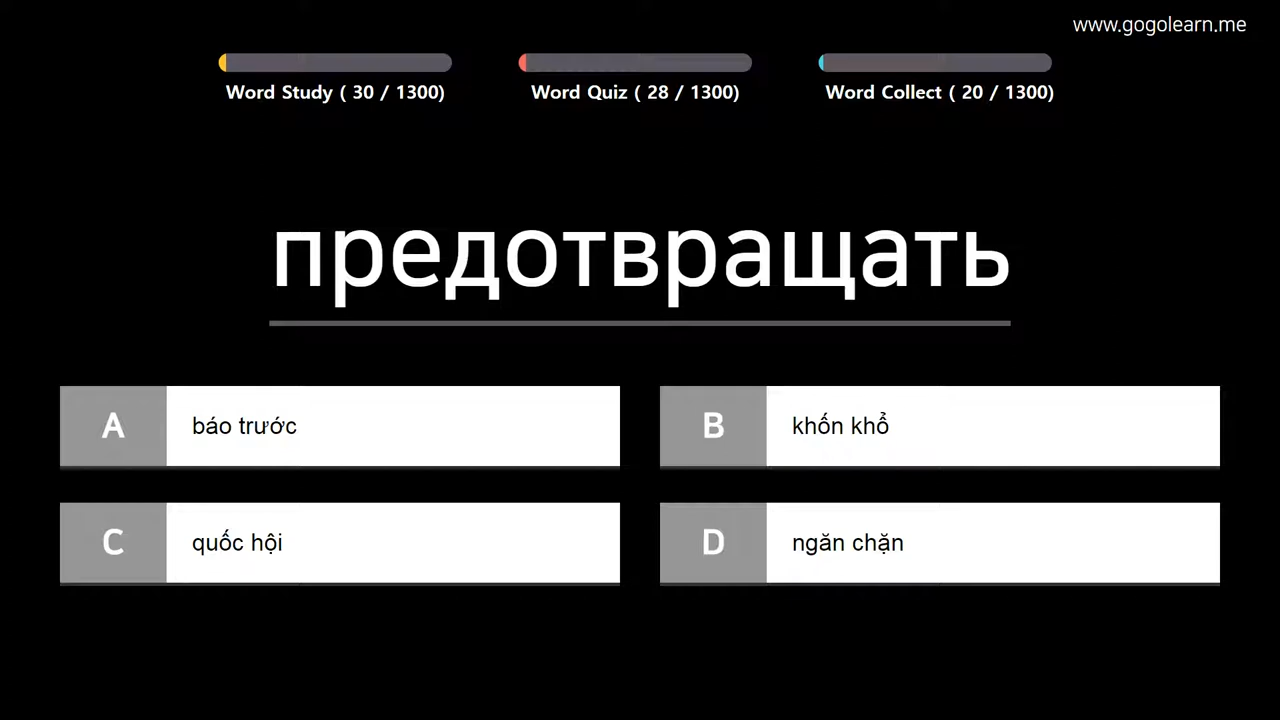 www.gogolearn.me
Word Study ( 30 / 1300)
Word Quiz ( 28 / 1300)
Word Collect ( 20 / 1300)
предотвращать
A báo trước
B khốn khổ
C quốc hội
D ngăn chặn